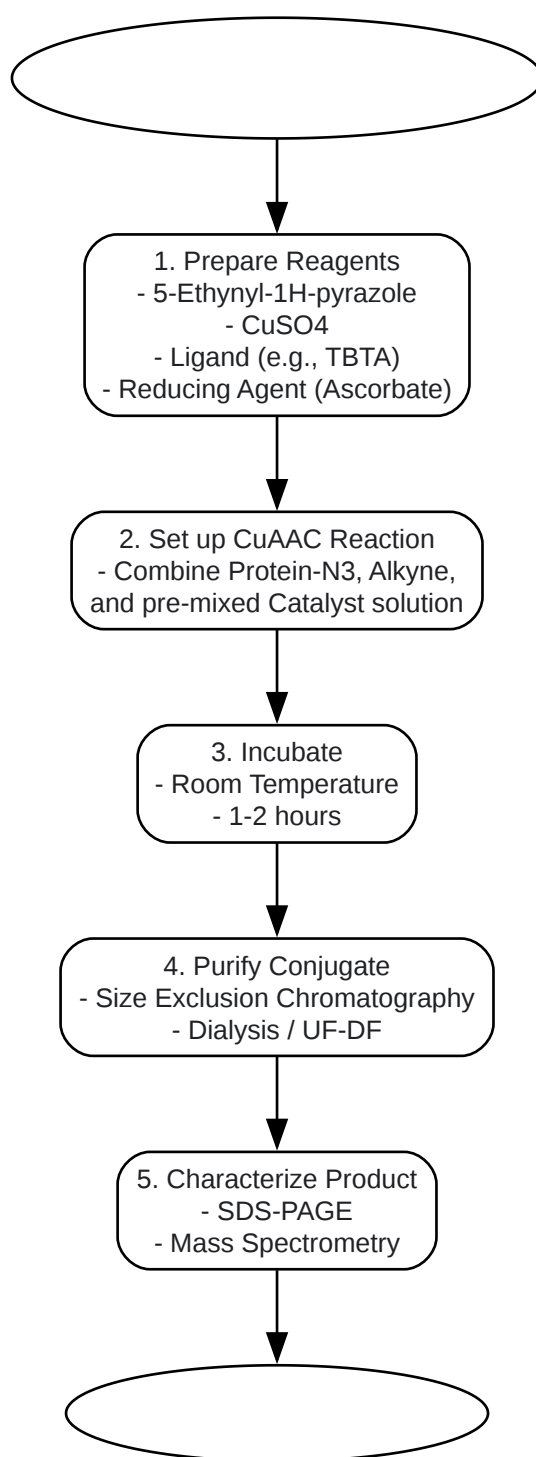 1. Prepare Reagents
- 5-Ethynyl-1H-pyrazole
- CuSO4
- Ligand (e.g., TBTA)
- Reducing Agent (Ascorbate)
2. Set up CuAAC Reaction
- Combine Protein-N3, Alkyne,
and pre-mixed Catalyst solution
3. Incubate
- Room Temperature
- 1-2 hours
4. Purify Conjugate
- Size Exclusion Chromatography
- Dialysis / UF-DF
5. Characterize Product
- SDS-PAGE
- Mass Spectrometry